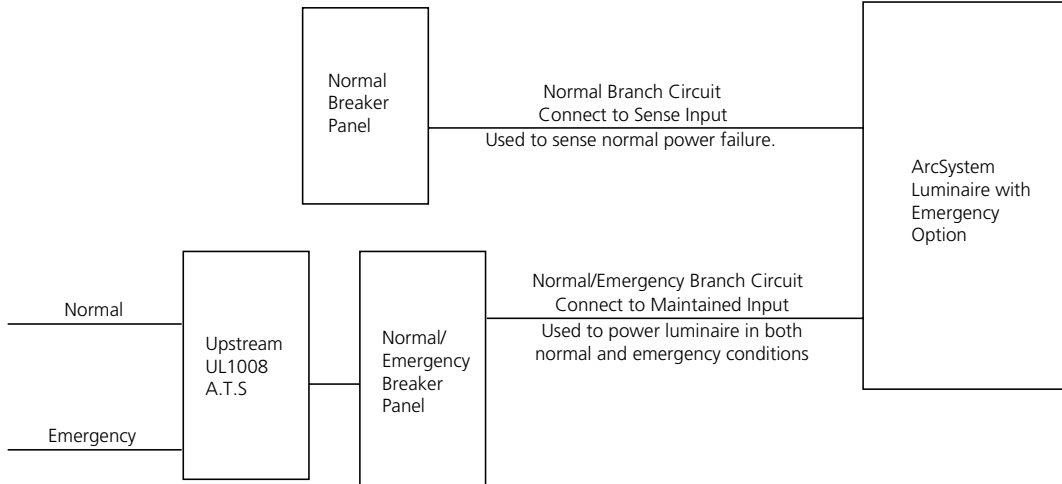 Normal
Breaker
Panel
Normal Branch Circuit
Connect to Sense Input
Used to sense normal power failure.
ArcSystem
Luminaire with
Emergency
Option
Normal
Emergency
Upstream
UL1008
A.T.S
Normal/
Emergency
Breaker
Panel
Normal/Emergency Branch Circuit
Connect to Maintained Input
Used to power luminaire in both
normal and emergency conditions